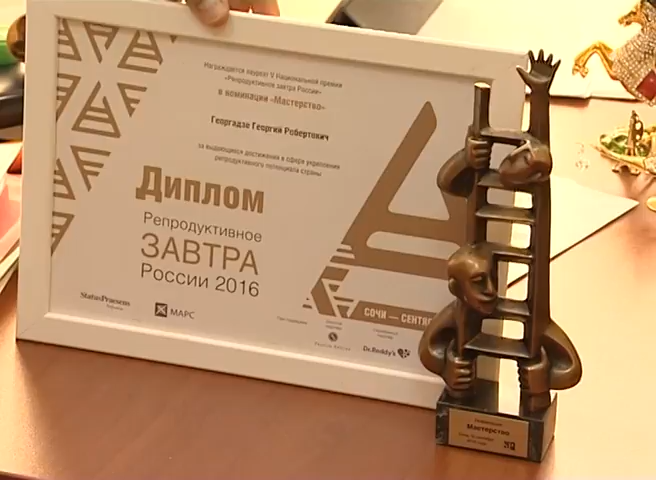 Награждается лауреат V Национальной премии
«Репродуктивное завтра России»
в номинации «Мастерство»
Георгадзе Георгий Робертович
за выдающиеся достижения в сфере укрепления
репродуктивного потенциала страны
ДИПЛОМ
Репродуктивное
ЗАВТРА
России 2016
СОЧИ — СЕНТЯ
StatusPraesens
МАРС
Dr.Reddy's
Мастерство